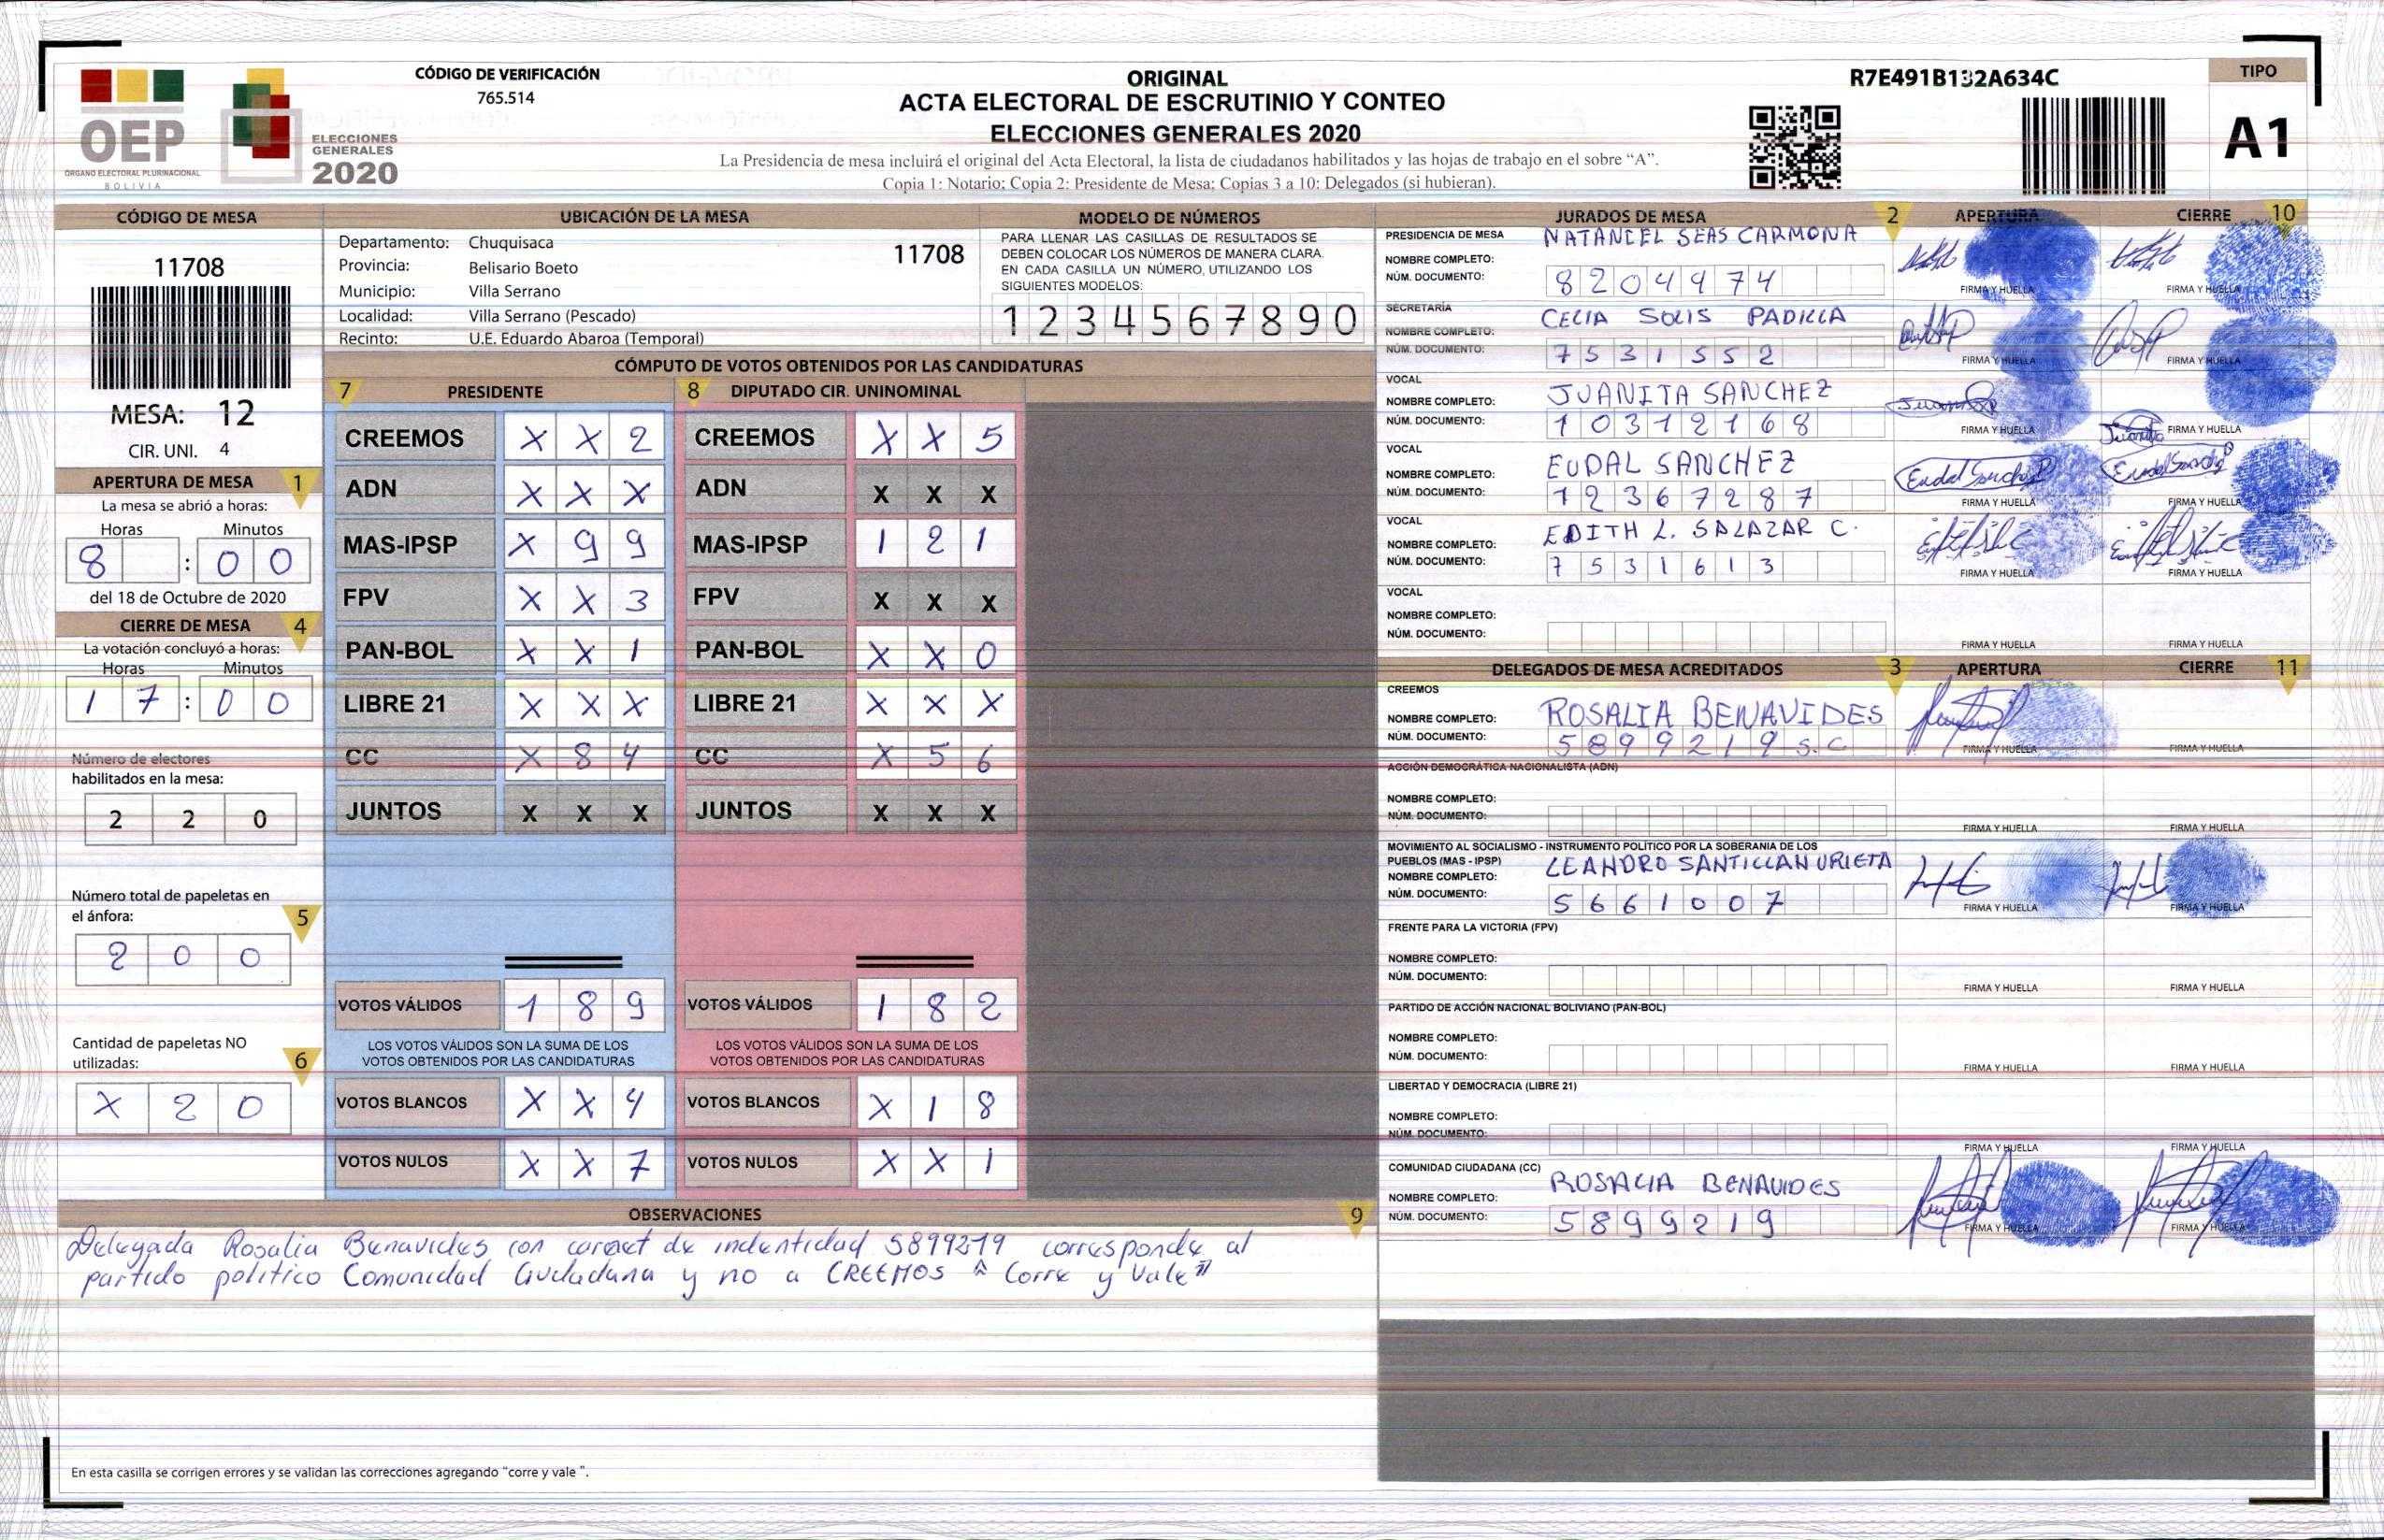 CÓDIGO DE VERIFICACIÓN
765.514
OEP
ÓRGANO ELECTORAL PLURINACIONAL
BOLIVIA
ELECCIONES
GENERALES
2020
ORIGINAL
ACTA ELECTORAL DE ESCRUTINIO Y CONTEO
ELECCIONES GENERALES 2020
La Presidencia de mesa incluirá el original del Acta Electoral, la lista de ciudadanos habilitados y las hojas de trabajo en el sobre “A”.
Copia 1: Notario; Copia 2: Presidente de Mesa; Copias 3 a 10: Delegados (si hubieran).
R7E491B132A634C
TIPO
A1
CÓDIGO DE MESA
11708
MESA: 12
CIR. UNI. 4
APERTURA DE MESA 1
La mesa se abrió a horas:
Horas Minutos
8 : 0 0
del 18 de Octubre de 2020
CIERRE DE MESA 4
La votación concluyó a horas:
Horas Minutos
1 7 : 0 0
Número de electores
habilitados en la mesa:
2 2 0
Número total de papeletas en
el ánfora: 5
2 0 0
Cantidad de papeletas NO
utilizadas: 6
X 2 0
UBICACIÓN DE LA MESA
Departamento: Chuquisaca
11708
Provincia: Belisario Boeto
Municipio: Villa Serrano
Localidad: Villa Serrano (Pescado)
Recinto: U.E. Eduardo Abaroa (Temporal)
MODELO DE NÚMEROS
PARA LLENAR LAS CASILLAS DE RESULTADOS SE
DEBEN COLOCAR LOS NÚMEROS DE MANERA CLARA.
EN CADA CASILLA UN NÚMERO, UTILIZANDO LOS
SIGUIENTES MODELOS:
1 2 3 4 5 6 7 8 9 0
CÓMPUTO DE VOTOS OBTENIDOS POR LAS CANDIDATURAS
7 PRESIDENTE 8 DIPUTADO CIR. UNINOMINAL
CREEMOS X X 2 CREEMOS X X 5
ADN X X X ADN X X X
MAS-IPSP X 9 9 MAS-IPSP 1 2 1
FPV X X 3 FPV X X X
PAN-BOL X X 1 PAN-BOL X X 0
LIBRE 21 X X X LIBRE 21 X X X
CC X 8 4 CC X 5 6
JUNTOS X X X JUNTOS X X X
VOTOS VÁLIDOS 1 8 9 VOTOS VÁLIDOS 1 8 2
LOS VOTOS VÁLIDOS SON LA SUMA DE LOS LOS VOTOS VÁLIDOS SON LA SUMA DE LOS
VOTOS OBTENIDOS POR LAS CANDIDATURAS VOTOS OBTENIDOS POR LAS CANDIDATURAS
VOTOS BLANCOS X X 4 VOTOS BLANCOS X 1 8
VOTOS NULOS X X 7 VOTOS NULOS X X 1
OBSERVACIONES 9
Delegada Rosalia Benavides con carnet de indentidad 5899219 corresponde al
partido politico Comunidad Ciudadana y no a CREEMOS " Corre y Vale"
En esta casilla se corrigen errores y se validan las correcciones agregando “corre y vale ”.
JURADOS DE MESA 2 APERTURA CIERRE 10
PRESIDENCIA DE MESA NATANIEL SEAS CARMONA
NOMBRE COMPLETO:
NÚM. DOCUMENTO: 8 2 0 4 9 7 4
FIRMA Y HUELLA FIRMA Y HUELLA
SECRETARÍA
NOMBRE COMPLETO: CELIA SOLIS PADILLA
NÚM. DOCUMENTO: 7 5 3 1 5 5 2
FIRMA Y HUELLA FIRMA Y HUELLA
VOCAL
NOMBRE COMPLETO: JUANITA SANCHEZ
NÚM. DOCUMENTO: 1 0 3 1 2 1 6 8
FIRMA Y HUELLA FIRMA Y HUELLA
VOCAL
NOMBRE COMPLETO: EUDAL SANCHEZ
NÚM. DOCUMENTO: 1 2 3 6 7 2 8 7
FIRMA Y HUELLA FIRMA Y HUELLA
VOCAL
NOMBRE COMPLETO: EDITH L. SALAZAR C.
NÚM. DOCUMENTO: 7 5 3 1 6 1 3
FIRMA Y HUELLA FIRMA Y HUELLA
VOCAL
NOMBRE COMPLETO:
NÚM. DOCUMENTO:
FIRMA Y HUELLA FIRMA Y HUELLA
DELEGADOS DE MESA ACREDITADOS 3 APERTURA CIERRE 11
CREEMOS
NOMBRE COMPLETO: ROSALIA BENAVIDES
NÚM. DOCUMENTO: 5 8 9 9 2 1 9 S.C
FIRMA Y HUELLA FIRMA Y HUELLA
ACCIÓN DEMOCRÁTICA NACIONALISTA (ADN)
NOMBRE COMPLETO:
NÚM. DOCUMENTO:
FIRMA Y HUELLA FIRMA Y HUELLA
MOVIMIENTO AL SOCIALISMO - INSTRUMENTO POLÍTICO POR LA SOBERANIA DE LOS
PUEBLOS (MAS - IPSP) LEANDRO SANTILLAN URIETA
NOMBRE COMPLETO:
NÚM. DOCUMENTO: 5 6 6 1 0 0 7
FIRMA Y HUELLA FIRMA Y HUELLA
FRENTE PARA LA VICTORIA (FPV)
NOMBRE COMPLETO:
NÚM. DOCUMENTO:
FIRMA Y HUELLA FIRMA Y HUELLA
PARTIDO DE ACCIÓN NACIONAL BOLIVIANO (PAN-BOL)
NOMBRE COMPLETO:
NÚM. DOCUMENTO:
FIRMA Y HUELLA FIRMA Y HUELLA
LIBERTAD Y DEMOCRACIA (LIBRE 21)
NOMBRE COMPLETO:
NÚM. DOCUMENTO:
FIRMA Y HUELLA FIRMA Y HUELLA
COMUNIDAD CIUDADANA (CC)
NOMBRE COMPLETO: ROSALIA BENAVIDES
NÚM. DOCUMENTO: 5 8 9 9 2 1 9
FIRMA Y HUELLA FIRMA Y HUELLA